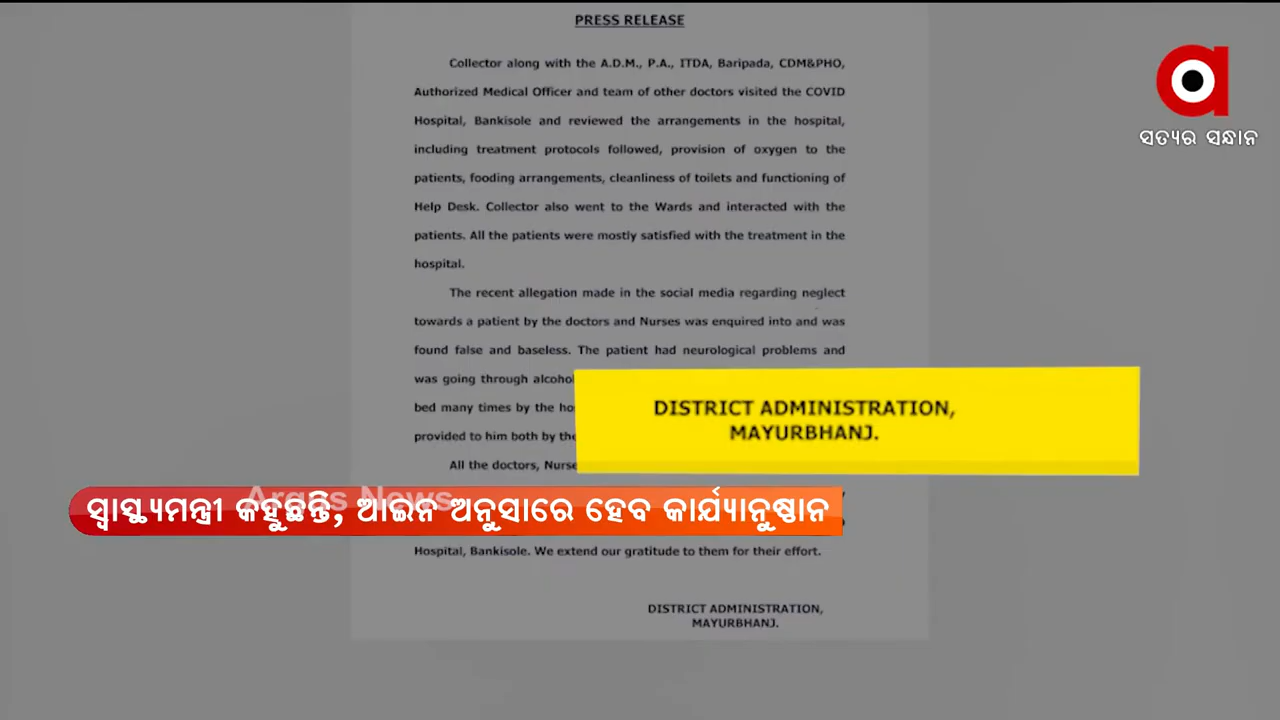 PRESS RELEASE
Collector along with the A.D.M., P.A., ITDA, Baripada, CDM&PHO,
Authorized Medical Officer and team of other doctors visited the COVID
Hospital, Bankisole and reviewed the arrangements in the hospital,
including treatment protocols followed, provision of oxygen to the
patients, fooding arrangements, cleanliness of toilets and functioning of
Help Desk. Collector also went to the Wards and interacted with the
patients. All the patients were mostly satisfied with the treatment in the
hospital.
The recent allegation made in the social media regarding neglect
towards a patient by the doctors and Nurses was enquired into and was
found false and baseless. The patient had neurological problems and
was going through
bed many times by the
provided to him both by the
All the doctors,
DISTRICT ADMINISTRATION,
MAYURBHANJ.
Argus News
ସ୍ୱାସ୍ଥ୍ୟମନ୍ତ୍ରୀ କହୁଛନ୍ତି, ଆଇନ ଅନୁସାରେ ହେବ କାର୍ଯ୍ୟାନୁଷ୍ଠାନ
Hospital, Bankisole. We extend our gratitude to them for their effort.
DISTRICT ADMINISTRATION,
MAYURBHANJ.
a
ସତ୍ୟର ସନ୍ଧାନ